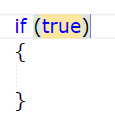 if (true)
{
}